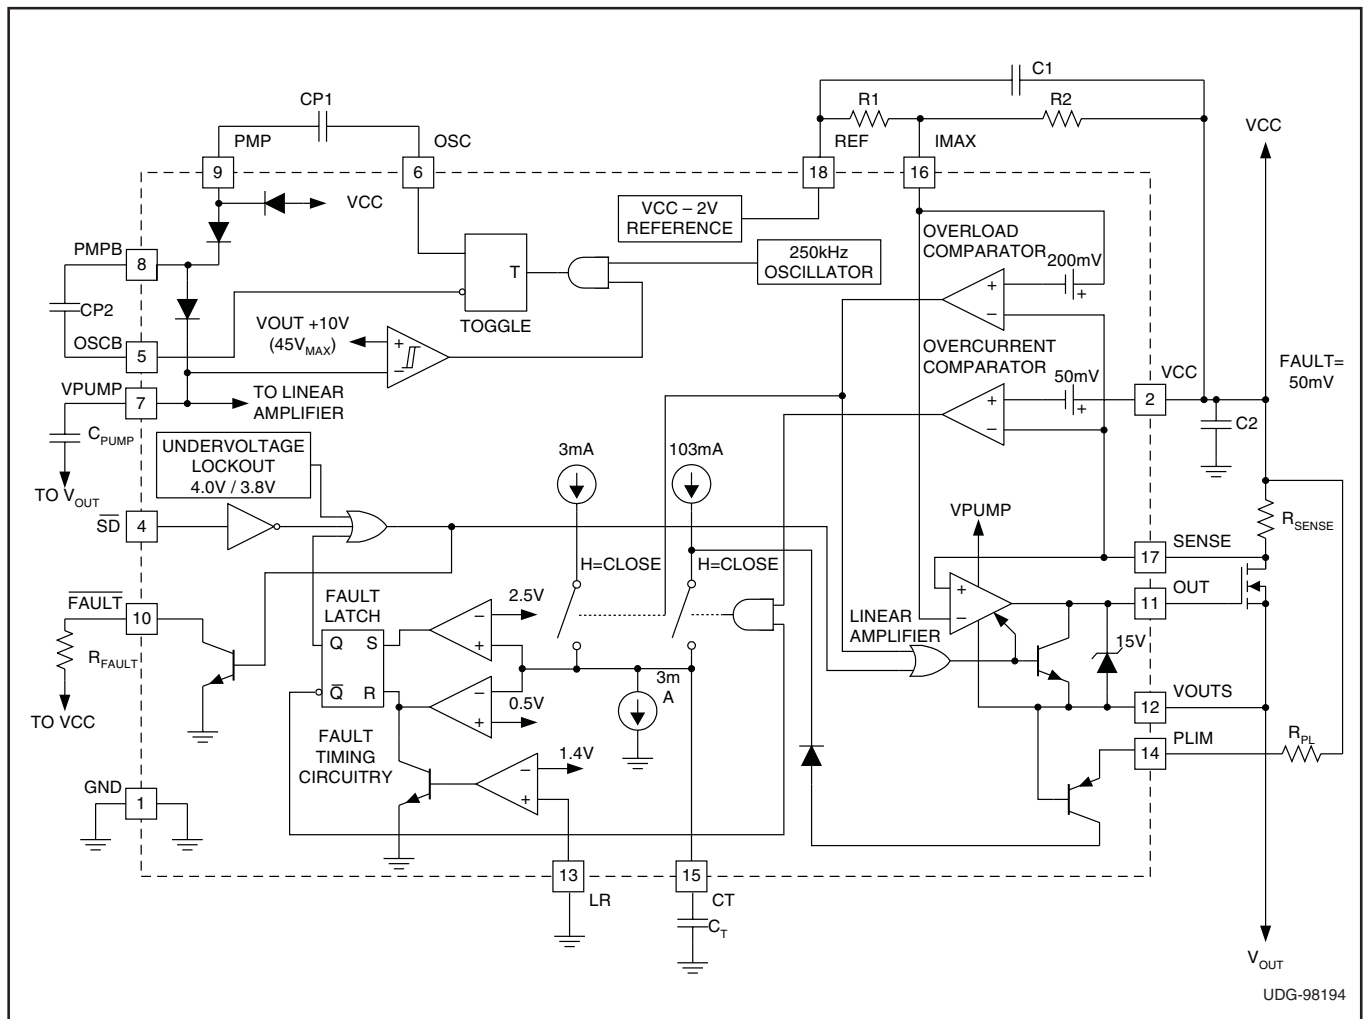 C1
CP1
R1
R2
VCC
PMP
OSC
REF
IMAX
9
6
18
16
VCC
VCC – 2V
REFERENCE
OVERLOAD
COMPARATOR
PMPB
8
T
250kHz
OSCILLATOR
200mV
+
+
–
CP2
TOGGLE
VOUT +10V
(45VMAX)
OSCB
5
+
–
OVERCURRENT
COMPARATOR
VCC
FAULT=
50mV
50mV
VPUMP
7
TO LINEAR
AMPLIFIER
+
+
–
2
C2
CPUMP
UNDERVOLTAGE
LOCKOUT
4.0V / 3.8V
3mA
103mA
TO VOUT
SD
4
VPUMP
RSENSE
SENSE
17
H=CLOSE
H=CLOSE
FAULT
10
FAULT
LATCH
2.5V
+
–
OUT
11
LINEAR
AMPLIFIER
RFAULT
Q
S
–
+
15V
Q
R
–
+
0.5V
3m
A
VOUTS
12
TO VCC
FAULT
TIMING
CIRCUITRY
1.4V
PLIM
14
RPL
GND
1
–
+
13
LR
15
CT
CT
VOUT
UDG-98194